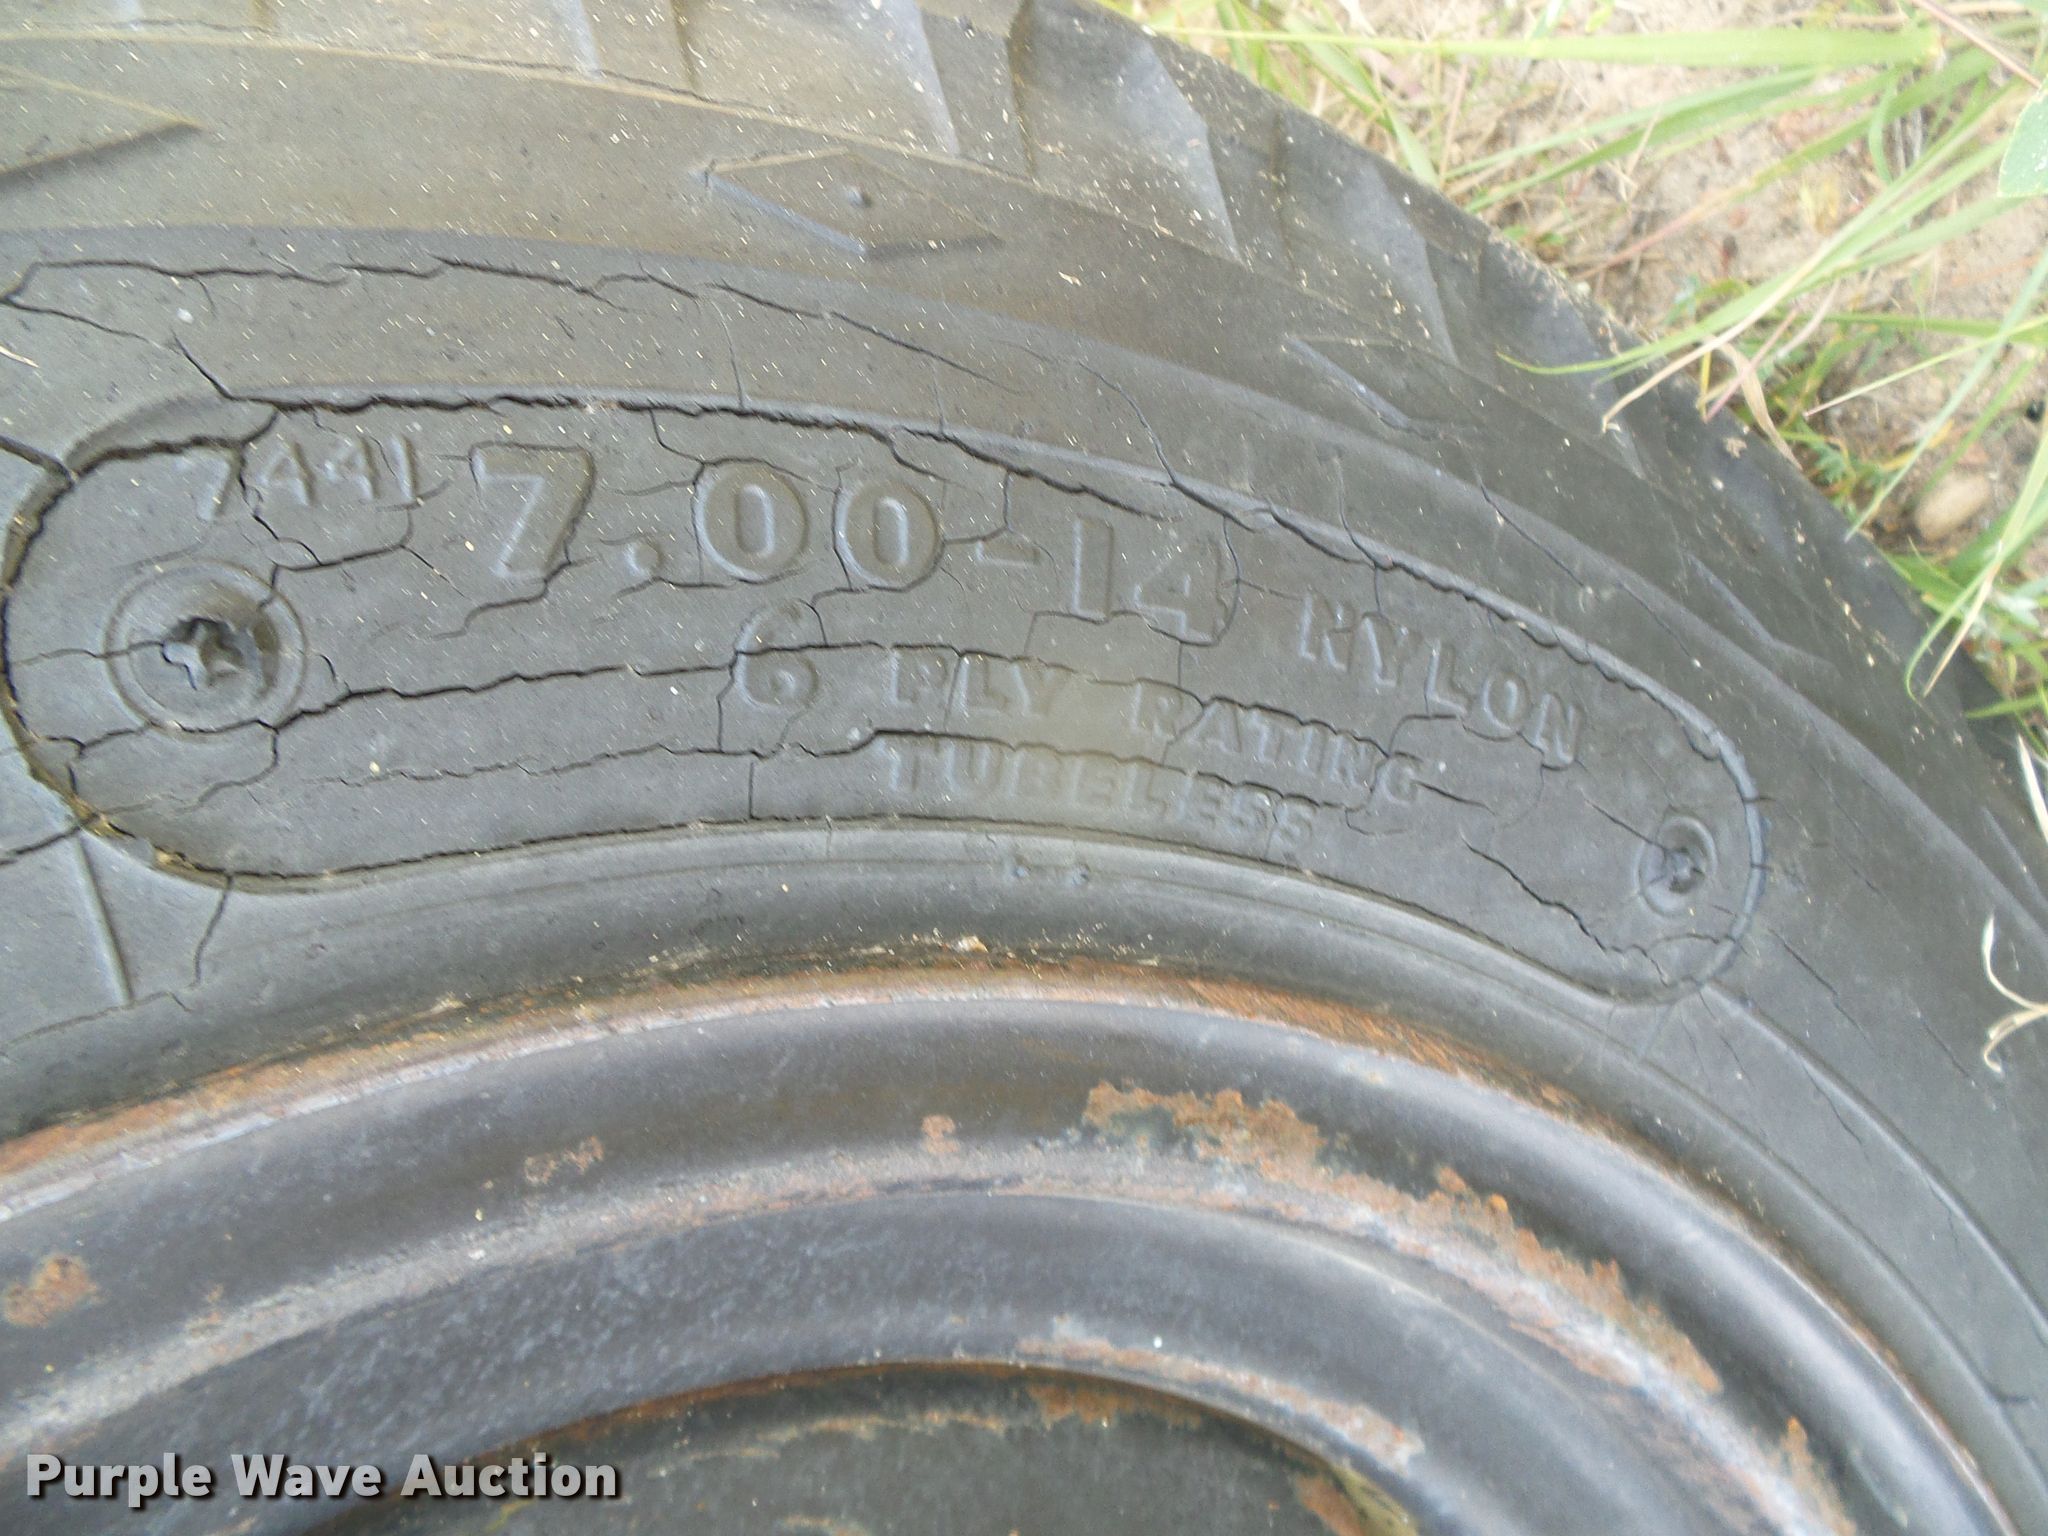 7441 7.00-14 NYLON
6 PLY RATING
TUBELESS
Purple Wave Auction